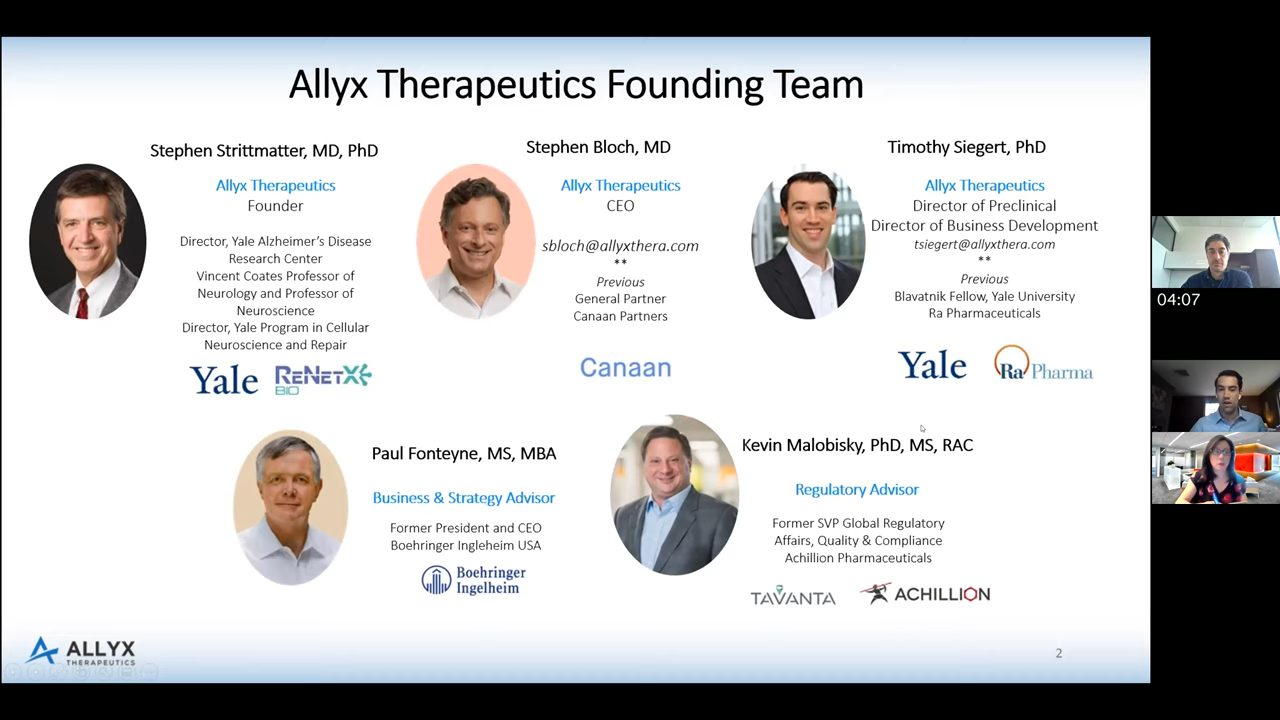 Allyx Therapeutics Founding Team
Stephen Strittmatter, MD, PhD
Allyx Therapeutics
Founder
Director, Yale Alzheimer's Disease
Research Center
Vincent Coates Professor of
Neurology and Professor of
Neuroscience
Director, Yale Program in Cellular
Neuroscience and Repair
Yale
ReNetX
BIO
Stephen Bloch, MD
Allyx Therapeutics
CEO
sbloch@allyxthera.com
**
Previous
General Partner
Canaan Partners
Canaan
Timothy Siegert, PhD
Allyx Therapeutics
Director of Preclinical
Director of Business Development
tsiegert@allyxthera.com
**
Previous
Blavatnik Fellow, Yale University
Ra Pharmaceuticals
Yale
Ra Pharma
04:07
Paul Fonteyne, MS, MBA
Business & Strategy Advisor
Former President and CEO
Boehringer Ingleheim USA
Boehringer
Ingelheim
Kevin Malobisky, PhD, MS, RAC
Regulatory Advisor
Former SVP Global Regulatory
Affairs, Quality & Compliance
Achillion Pharmaceuticals
TAVANTA
ACHILLION
ALLYX
THERAPEUTICS
2